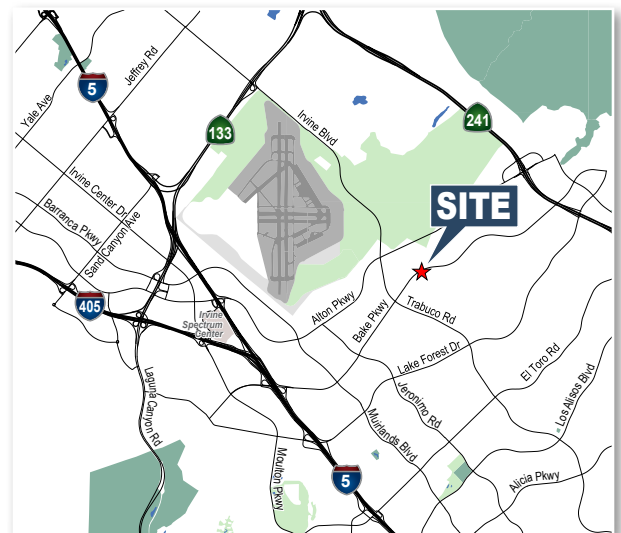 5
Jeffrey Rd
Yale Ave
133
Irvine Blvd
241
Irvine Center Dr
Barranca Pkwy
Sand Canyon Ave
SITE
405
Irvine
Spectrum
Center
Alton Pkwy
Bake Pkwy
Trabuco Rd
Lake Forest Dr
El Toro Rd
Laguna Canyon Rd
Jeronimo Rd
Los Alisos Blvd
Muirlands Blvd
Moulton Pkwy
5
Alicia Pkwy